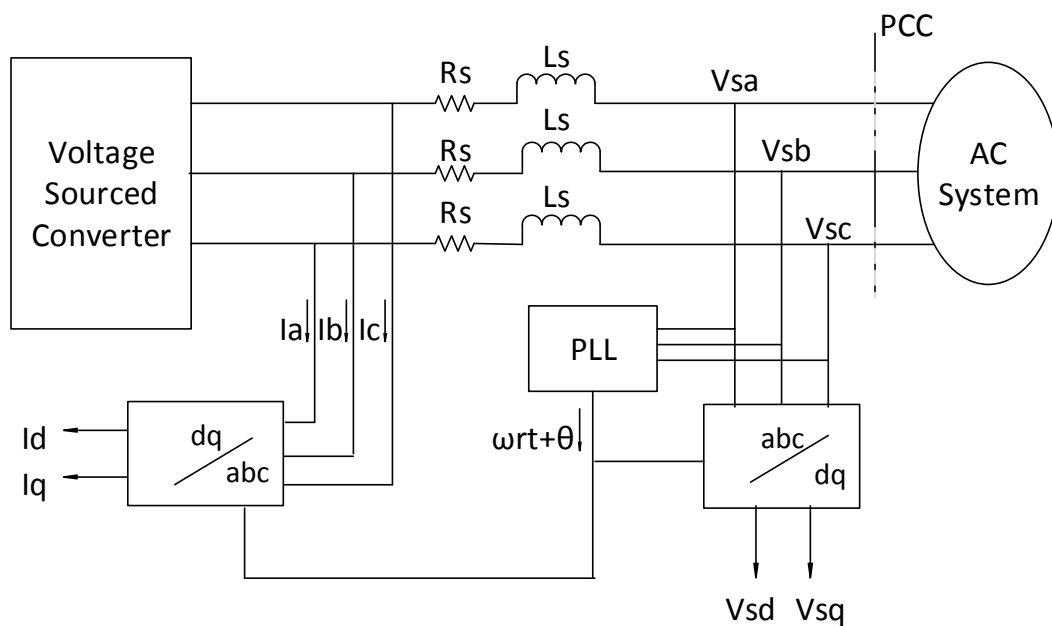 PCC
Voltage
Sourced
Converter
Rs
Ls
Vsa
Rs
Ls
Vsb
Rs
Ls
Vsc
AC
System
Ia
Ib
Ic
PLL
ωrt+θ
abc
dq
dq
abc
Id
Iq
Vsd
Vsq